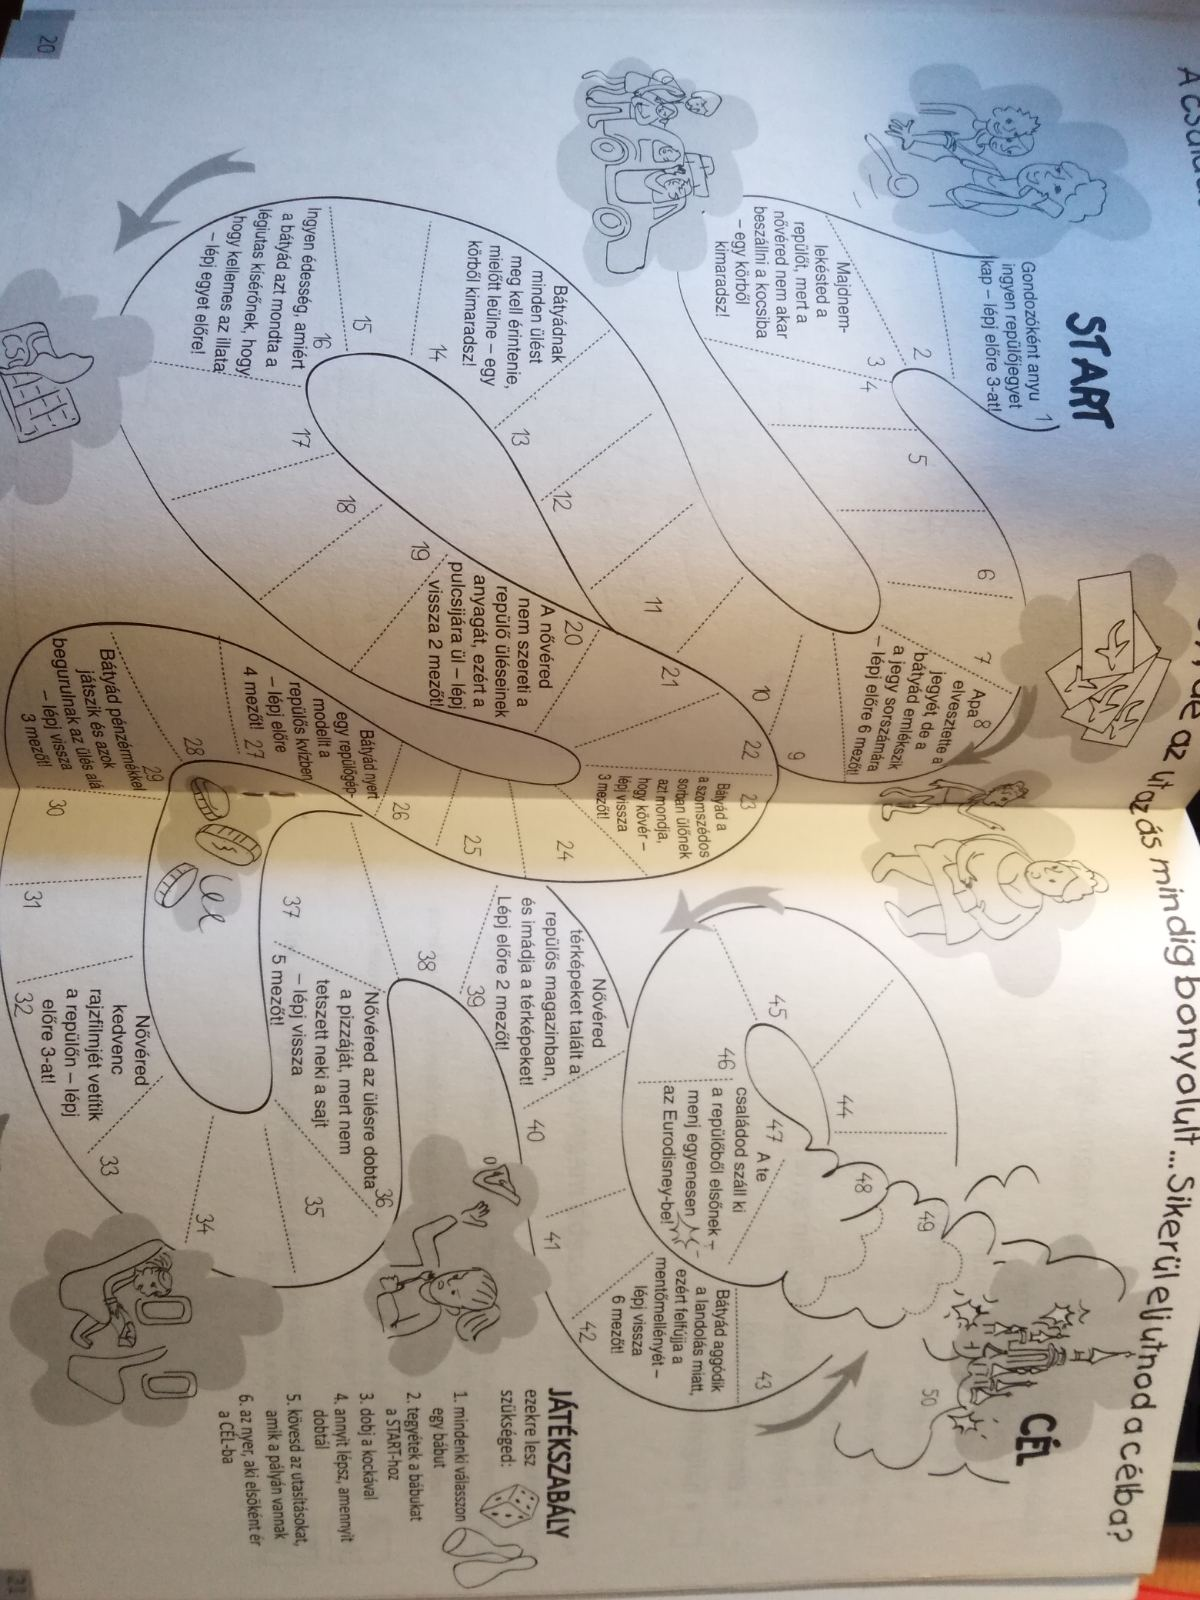 az utazás mindig bonyolult... Sikerül eljutnod a célba?
START
1
Gondozóként anyu
ingyen repülőjegyet
kap – lépj előre 3-at!
2
3
Majdnem
lekésted a
repülőt, mert a
nővéred nem akar
beszállni a kocsiba
– egy körből
kimaradsz!
4
5
6
7
8
Apa
elvesztette a
jegyét, de a
bátyád emlékszik
a jegy sorszámára
– lépj előre 6 mezőt!
9
10
11
12
13
Bátyádnak
minden ülést
meg kell érintenie,
mielőtt leülne – egy
körből kimaradsz!
14
15
16
Ingyen édesség, amiért
a bátyád azt mondta a
légiutas kísérőnek, hogy
hogy kellemes az illata
– lépj egyet előre!
17
18
19
20
A nővéred
nem szereti a
repülő üléseinek
anyagát, ezért a
pulcsijára ül – lépj
vissza 2 mezőt!
21
22
23
Bátyád a
szomszédos
sorban ülőnek
azt mondja,
hogy kövér –
lépj vissza
3 mezőt!
24
25
26
Bátyád nyert
egy repülőgép-
modellt a
repülős kvízben
– lépj előre
4 mezőt!
27
28
29
Bátyád pénzérmékkel
játszik és azok
begurulnak az ülés alá
– lépj vissza
3 mezőt!
30
31
32
Nővéred
kedvenc
rajzfilmjét vetítik
a repülőn – lépj
előre 3-at!
33
34
35
36
Nővéred az ülésre dobta
a pizzáját, mert nem
tetszett neki a sajt
– lépj vissza
5 mezőt!
37
38
39
Nővéred
térképeket talált a
repülős magazinban,
és imádja a térképeket!
Lépj előre 2 mezőt!
40
41
42
Bátyád aggódik
a landolás miatt,
ezért felfújja a
mentőmellényét –
lépj vissza
6 mezőt!
43
44
45
46
47 A te
családod száll ki
a repülőből elsőnek –
menj egyenesen
az Eurodisney-be!
48
49
50
CÉL
JÁTÉKSZABÁLY
ezekre lesz
szükséged:
1. mindenki válasszon
egy bábut
2. tegyétek a bábukat
a START-hoz
3. dobj a kockával
4. annyit lépsz, amennyit
dobtál
5. kövesd az utasításokat,
amik a pályán vannak
6. az nyer, aki elsőként ér
a CÉL-ba
20
21